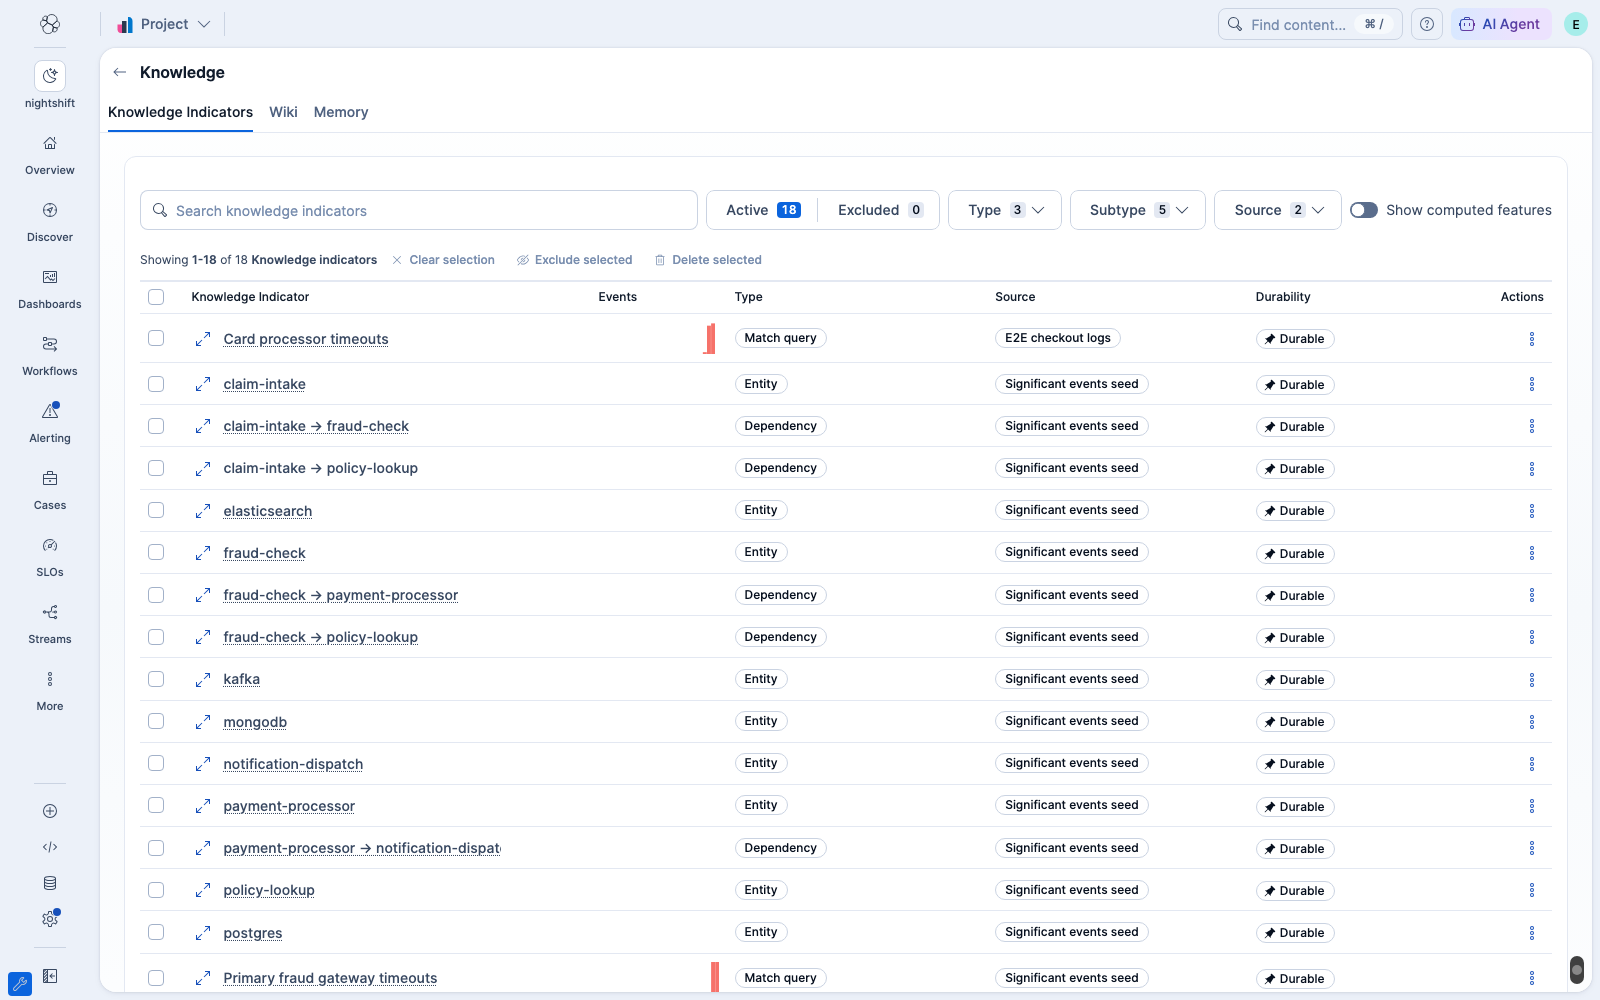 Project
Find content...
⌘ /
AI Agent
E
nightshift
Overview
Discover
Dashboards
Workflows
Alerting
Cases
SLOs
Streams
More
Knowledge
Knowledge Indicators
Wiki
Memory
Search knowledge indicators
Active 18
Excluded 0
Type 3
Subtype 5
Source 2
Show computed features
Showing 1-18 of 18 Knowledge indicators
Clear selection
Exclude selected
Delete selected
Knowledge Indicator Events Type Source Durability Actions
Card processor timeouts Match query E2E checkout logs Durable
claim-intake Entity Significant events seed Durable
claim-intake → fraud-check Dependency Significant events seed Durable
claim-intake → policy-lookup Dependency Significant events seed Durable
elasticsearch Entity Significant events seed Durable
fraud-check Entity Significant events seed Durable
fraud-check → payment-processor Dependency Significant events seed Durable
fraud-check → policy-lookup Dependency Significant events seed Durable
kafka Entity Significant events seed Durable
mongodb Entity Significant events seed Durable
notification-dispatch Entity Significant events seed Durable
payment-processor Entity Significant events seed Durable
payment-processor → notification-dispat Dependency Significant events seed Durable
policy-lookup Entity Significant events seed Durable
postgres Entity Significant events seed Durable
Primary fraud gateway timeouts Match query Significant events seed Durable